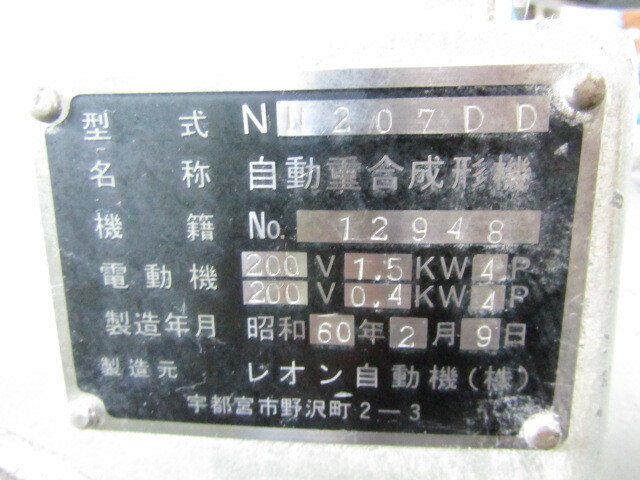 型式 NN207DD
名称 自動重合成形機
機籍 No. 12948
電動機 200V 1.5KW 4P
200V 0.4KW 4P
製造年月 昭和60年2月9日
製造元 レオン自動機(株)
宇都宮市野沢町2-3